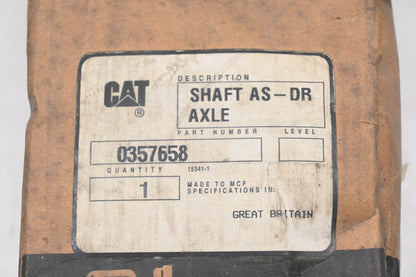 CAT
®
DESCRIPTION
SHAFT AS-DR
AXLE
PART NUMBER LEVEL
0357658
QUANTITY 15341-1
1
MADE TO MCF
SPECIFICATIONS IN:
GREAT BRITAIN